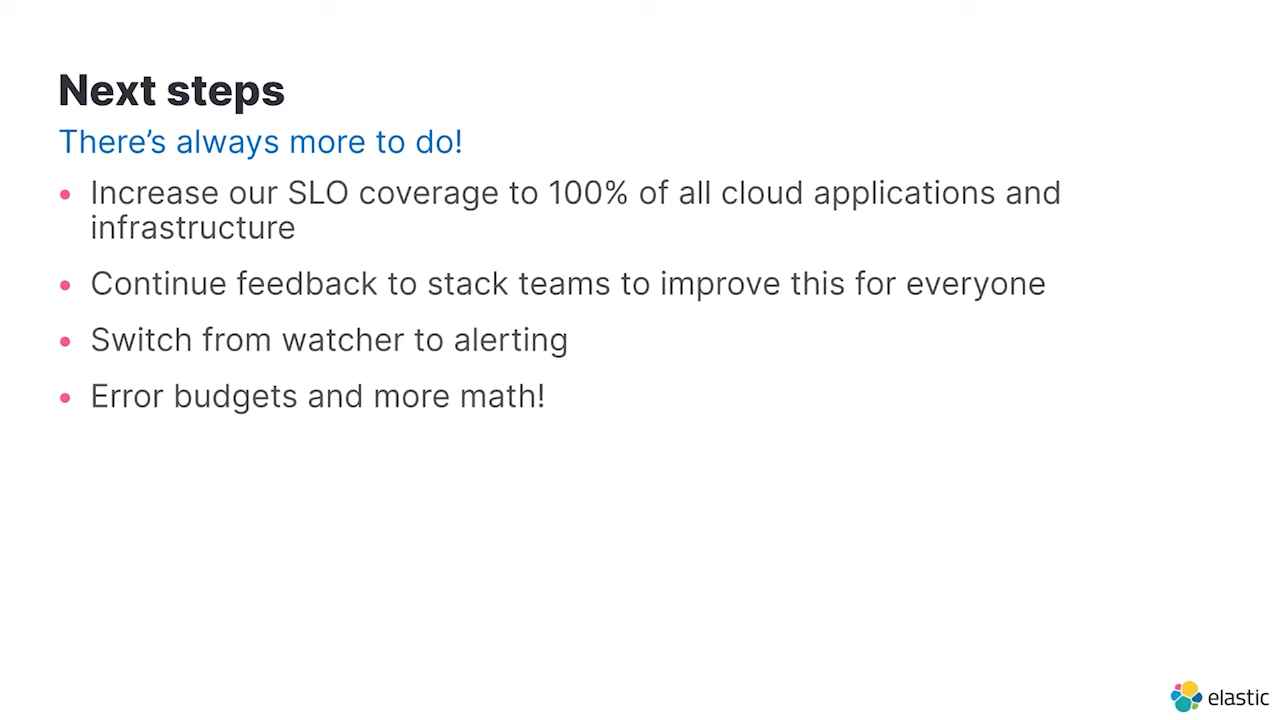 Next steps
There's always more to do!
• Increase our SLO coverage to 100% of all cloud applications and
infrastructure
• Continue feedback to stack teams to improve this for everyone
• Switch from watcher to alerting
• Error budgets and more math!
elastic